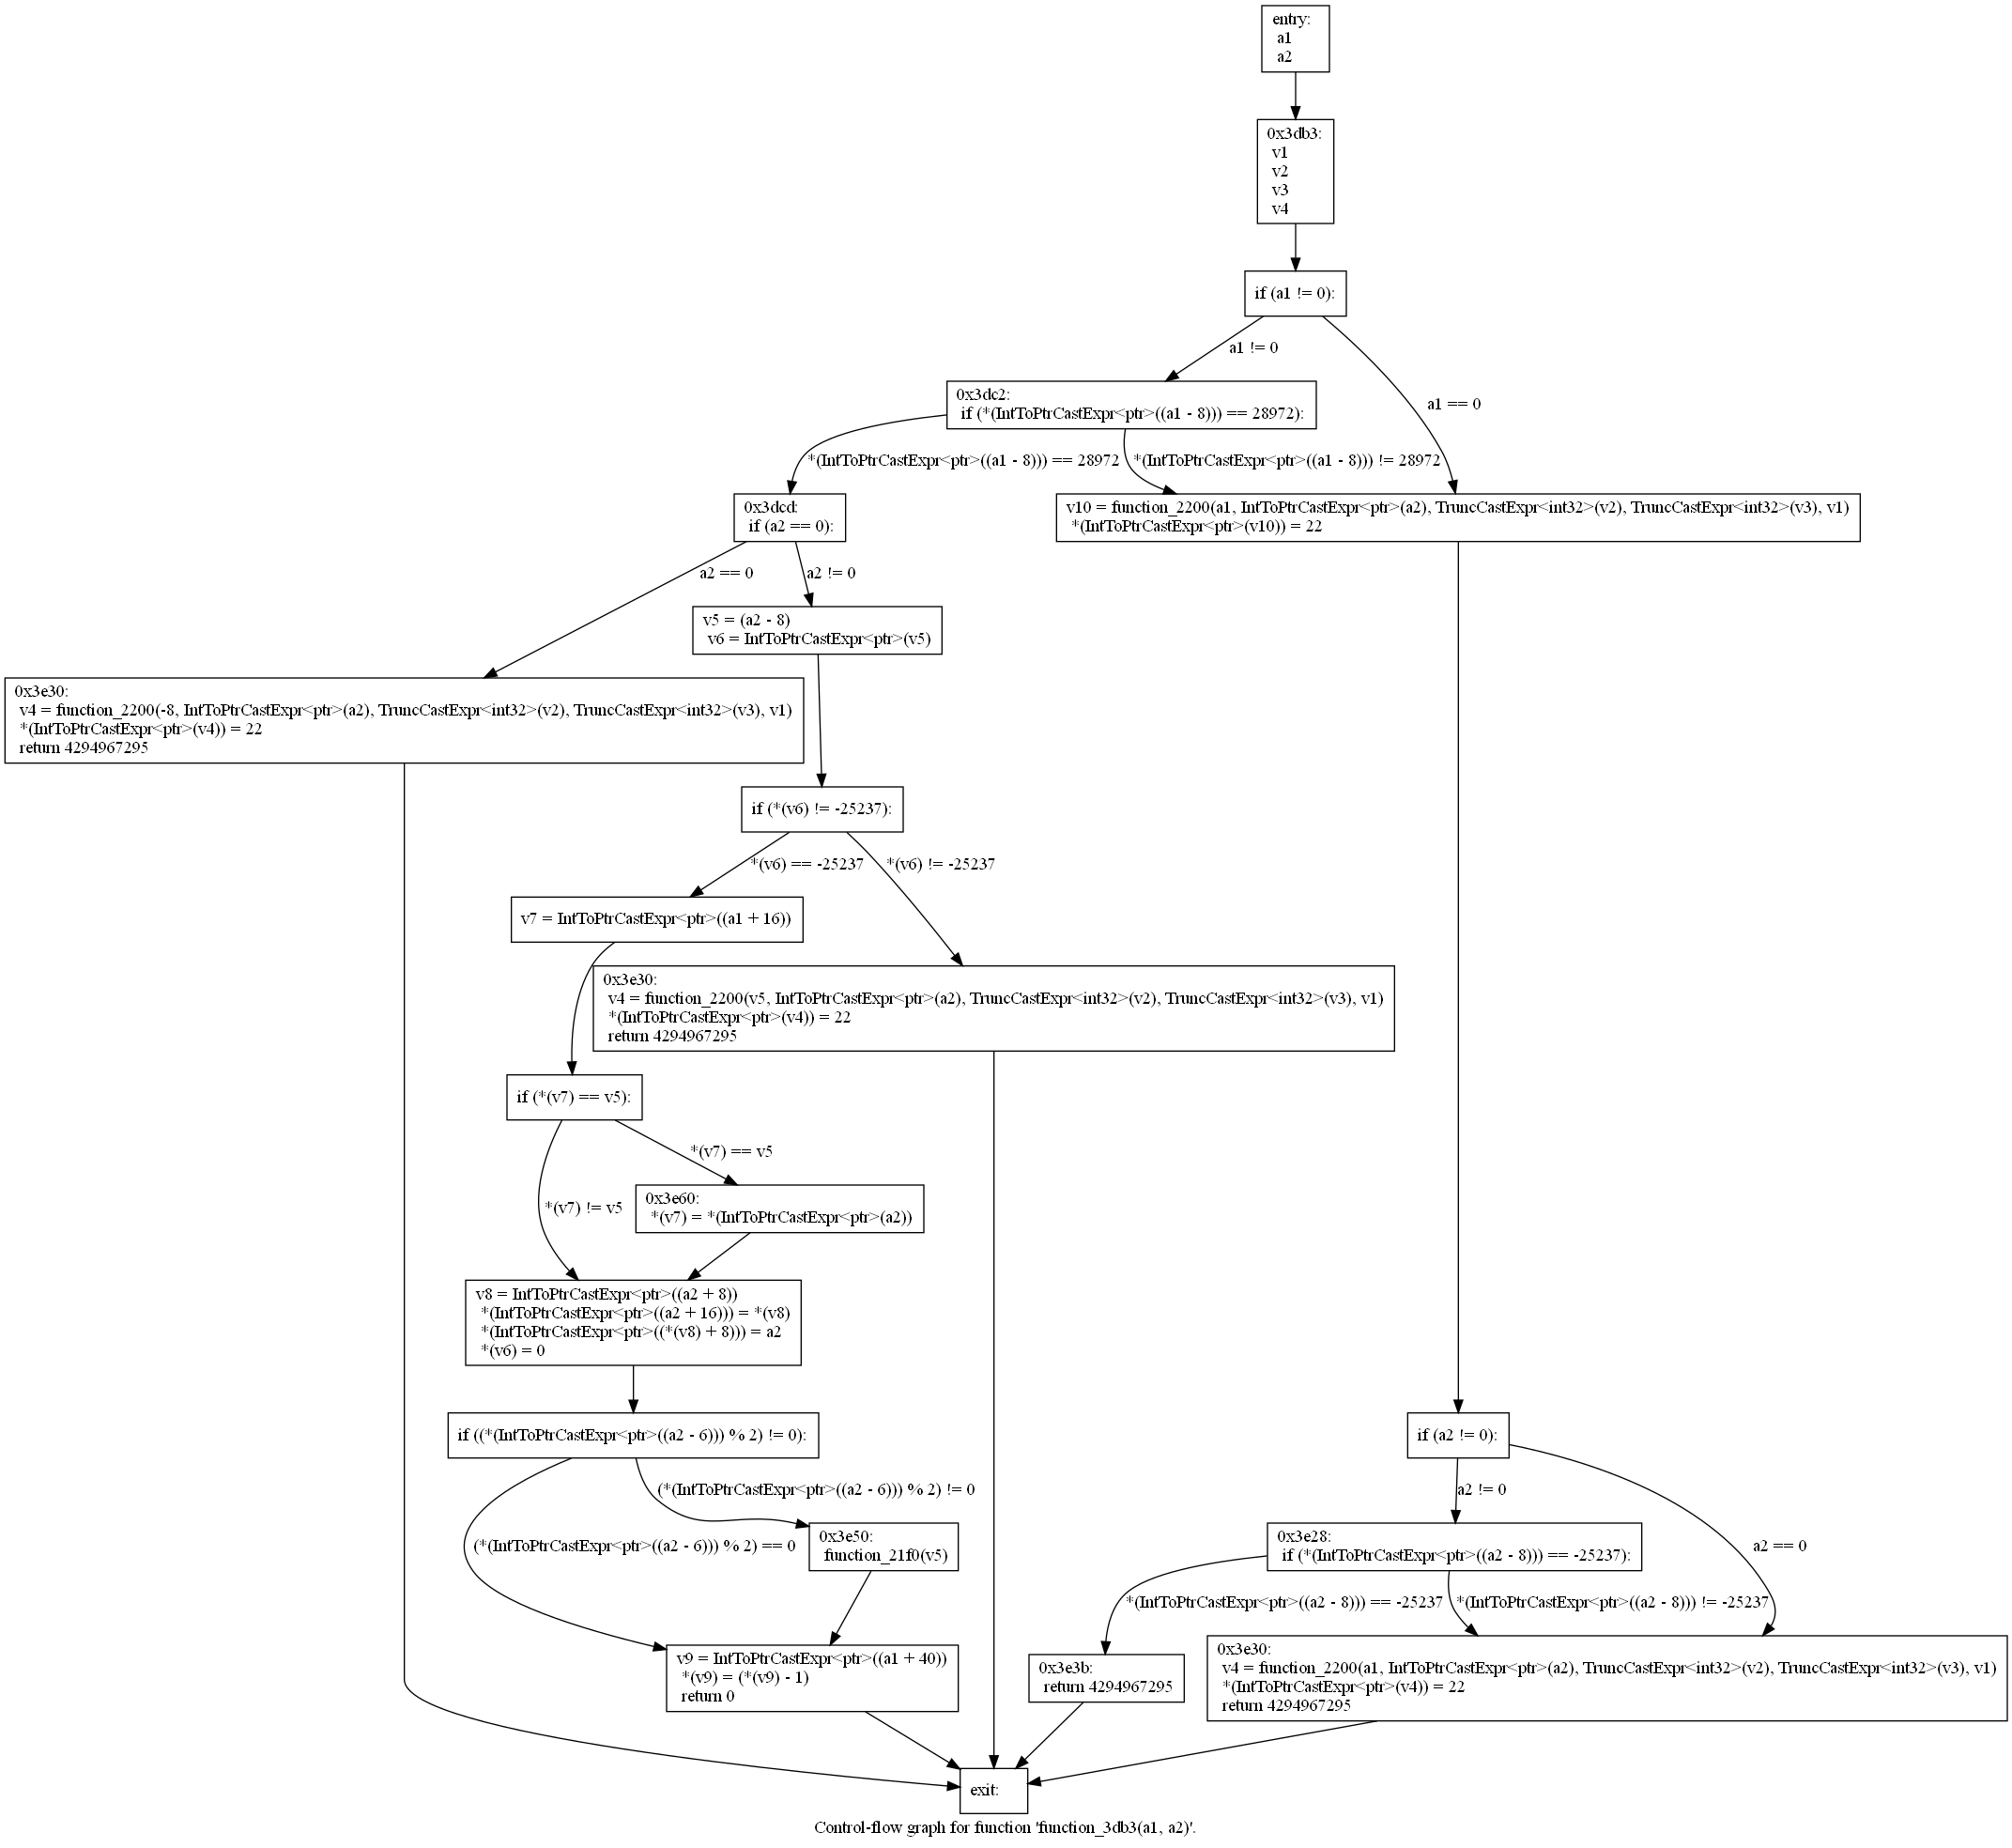 entry:
a1
a2
0x3db3:
v1
v2
v3
v4
if (a1 != 0):
a1 != 0
a1 == 0
0x3dc2:
if (*(IntToPtrCastExpr<ptr>((a1 - 8))) == 28972):
*(IntToPtrCastExpr<ptr>((a1 - 8))) == 28972
*(IntToPtrCastExpr<ptr>((a1 - 8))) != 28972
0x3dcd:
if (a2 == 0):
v10 = function_2200(a1, IntToPtrCastExpr<ptr>(a2), TruncCastExpr<int32>(v2), TruncCastExpr<int32>(v3), v1)
*(IntToPtrCastExpr<ptr>(v10)) = 22
a2 == 0
a2 != 0
v5 = (a2 - 8)
v6 = IntToPtrCastExpr<ptr>(v5)
0x3e30:
v4 = function_2200(-8, IntToPtrCastExpr<ptr>(a2), TruncCastExpr<int32>(v2), TruncCastExpr<int32>(v3), v1)
*(IntToPtrCastExpr<ptr>(v4)) = 22
return 4294967295
if (*(v6) != -25237):
*(v6) == -25237
*(v6) != -25237
v7 = IntToPtrCastExpr<ptr>((a1 + 16))
0x3e30:
v4 = function_2200(v5, IntToPtrCastExpr<ptr>(a2), TruncCastExpr<int32>(v2), TruncCastExpr<int32>(v3), v1)
*(IntToPtrCastExpr<ptr>(v4)) = 22
return 4294967295
if (*(v7) == v5):
*(v7) == v5
*(v7) != v5
0x3e60:
*(v7) = *(IntToPtrCastExpr<ptr>(a2))
v8 = IntToPtrCastExpr<ptr>((a2 + 8))
*(IntToPtrCastExpr<ptr>((a2 + 16))) = *(v8)
*(IntToPtrCastExpr<ptr>((*(v8) + 8))) = a2
*(v6) = 0
if ((*(IntToPtrCastExpr<ptr>((a2 - 6))) % 2) != 0):
if (a2 != 0):
(*(IntToPtrCastExpr<ptr>((a2 - 6))) % 2) != 0
a2 != 0
(*(IntToPtrCastExpr<ptr>((a2 - 6))) % 2) == 0
a2 == 0
0x3e50:
function_21f0(v5)
0x3e28:
if (*(IntToPtrCastExpr<ptr>((a2 - 8))) == -25237):
*(IntToPtrCastExpr<ptr>((a2 - 8))) == -25237
*(IntToPtrCastExpr<ptr>((a2 - 8))) != -25237
v9 = IntToPtrCastExpr<ptr>((a1 + 40))
*(v9) = (*(v9) - 1)
return 0
0x3e3b:
return 4294967295
0x3e30:
v4 = function_2200(a1, IntToPtrCastExpr<ptr>(a2), TruncCastExpr<int32>(v2), TruncCastExpr<int32>(v3), v1)
*(IntToPtrCastExpr<ptr>(v4)) = 22
return 4294967295
exit:
Control-flow graph for function 'function_3db3(a1, a2)'.